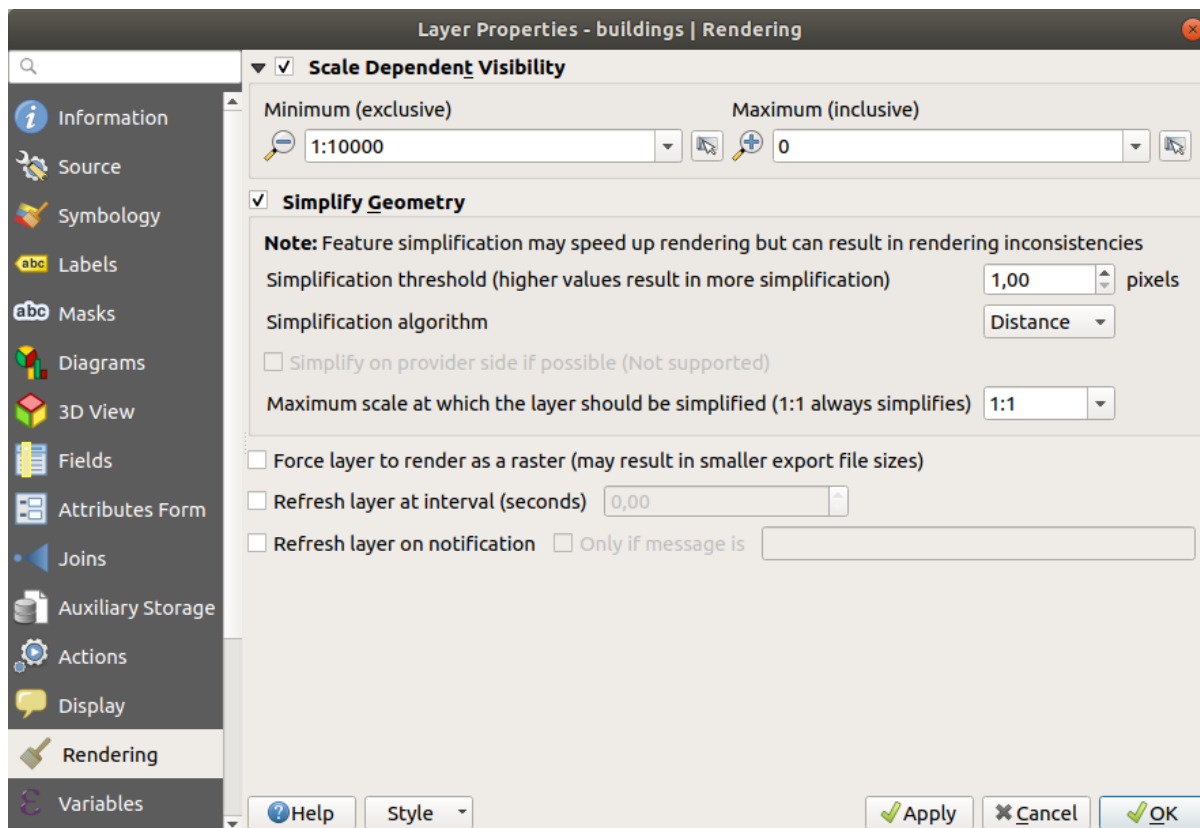 Layer Properties - buildings | Rendering
Information
Source
Symbology
abc Labels
abc Masks
Diagrams
3D View
Fields
Attributes Form
Joins
Auxiliary Storage
Actions
Display
Rendering
Variables
Scale Dependent Visibility
Minimum (exclusive) Maximum (inclusive)
1:10000 0
Simplify Geometry
Note: Feature simplification may speed up rendering but can result in rendering inconsistencies
Simplification threshold (higher values result in more simplification) 1,00 pixels
Simplification algorithm Distance
Simplify on provider side if possible (Not supported)
Maximum scale at which the layer should be simplified (1:1 always simplifies) 1:1
Force layer to render as a raster (may result in smaller export file sizes)
Refresh layer at interval (seconds) 0,00
Refresh layer on notification Only if message is
Help Style Apply Cancel OK